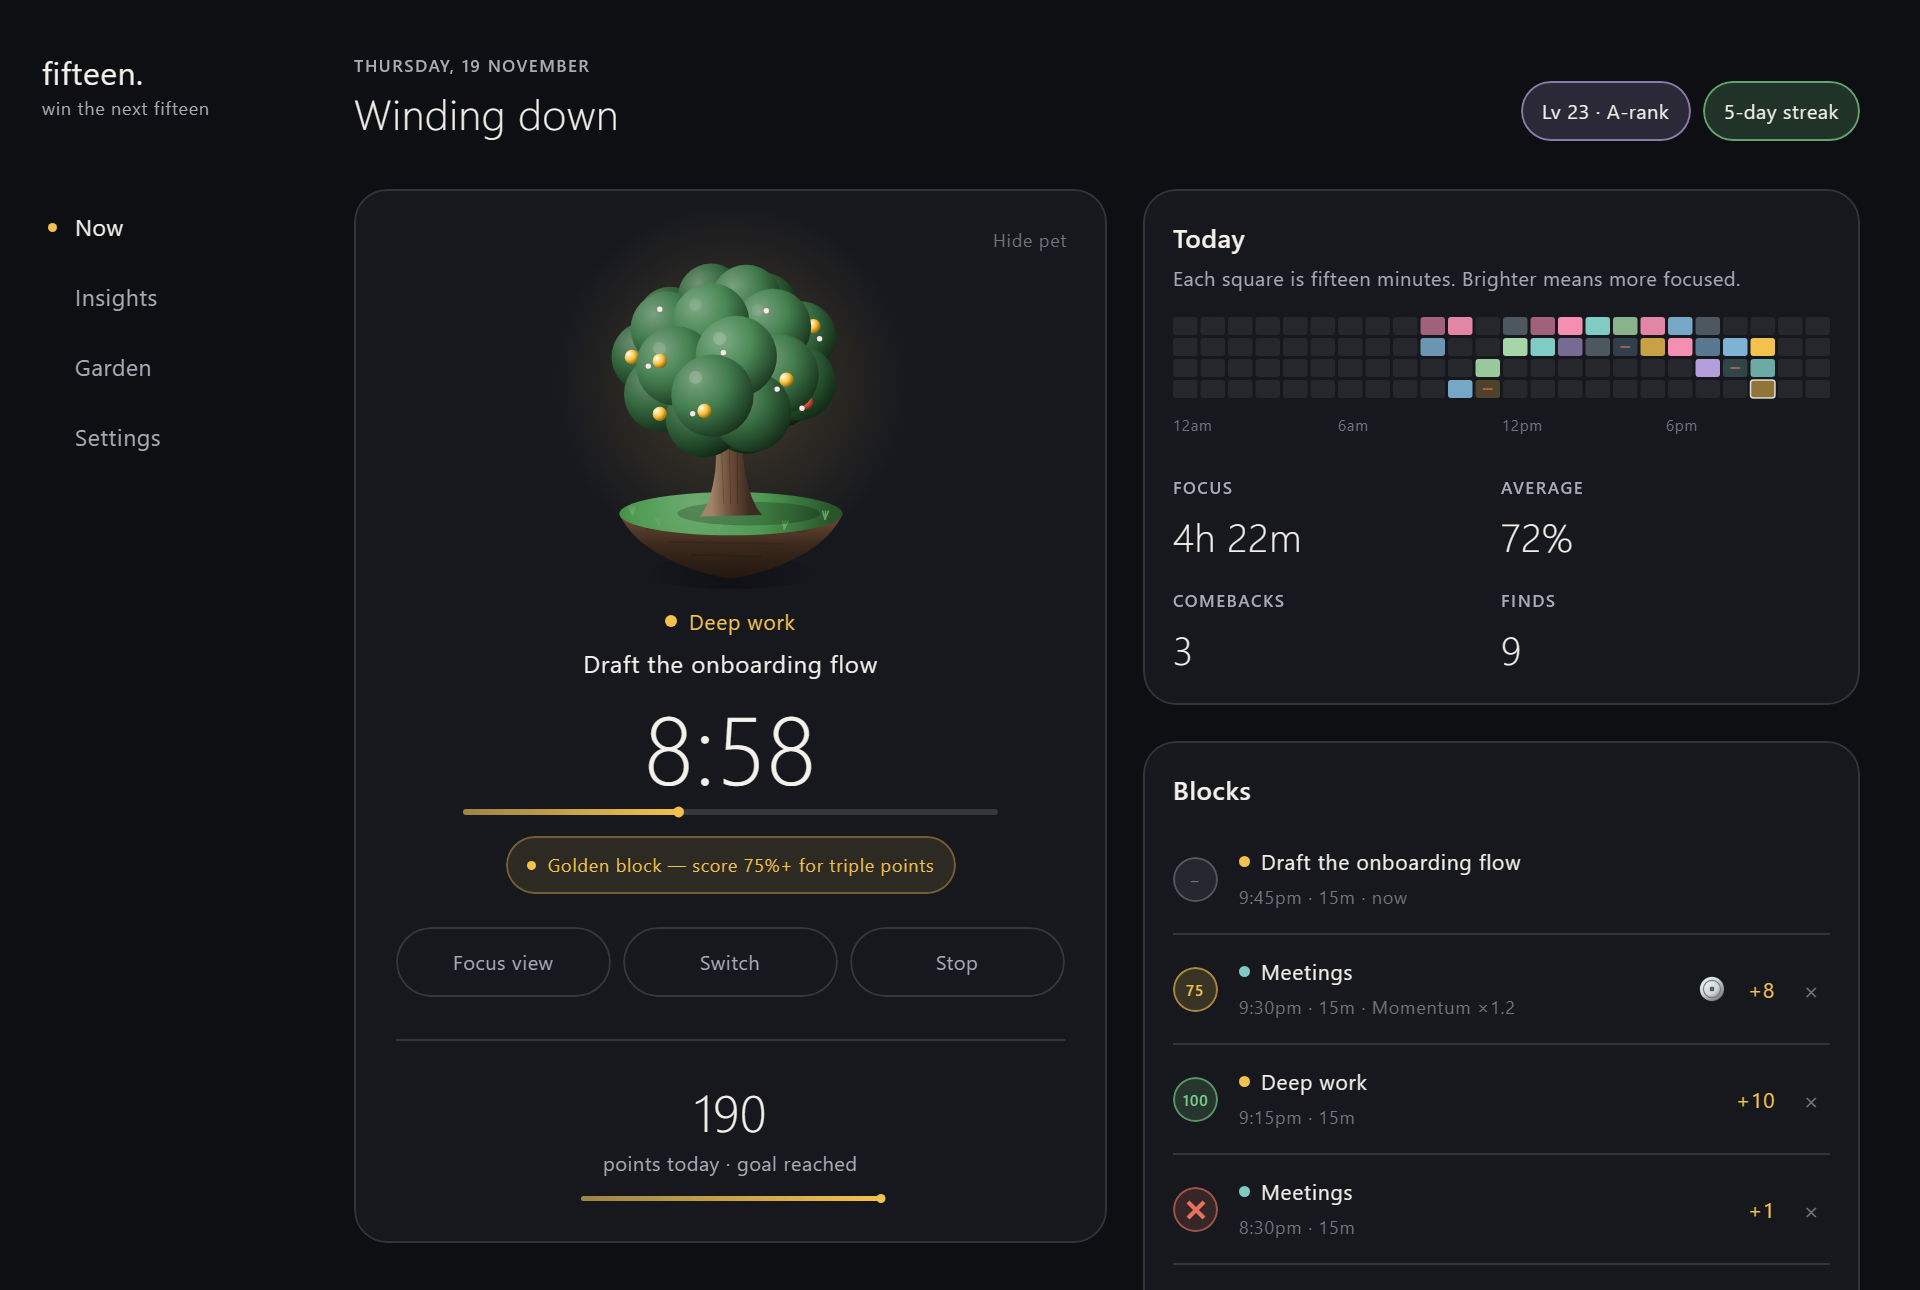 fifteen.
win the next fifteen
Now
Insights
Garden
Settings
THURSDAY, 19 NOVEMBER
Winding down
Lv 23 · A-rank
5-day streak
Hide pet
Deep work
Draft the onboarding flow
8:58
Golden block — score 75%+ for triple points
Focus view
Switch
Stop
190
points today · goal reached
Today
Each square is fifteen minutes. Brighter means more focused.
12am
6am
12pm
6pm
FOCUS
AVERAGE
4h 22m
72%
COMEBACKS
FINDS
3
9
Blocks
–
Draft the onboarding flow
9:45pm · 15m · now
75
Meetings
9:30pm · 15m · Momentum ×1.2
+8 ×
100
Deep work
9:15pm · 15m
+10 ×
Meetings
8:30pm · 15m
+1 ×